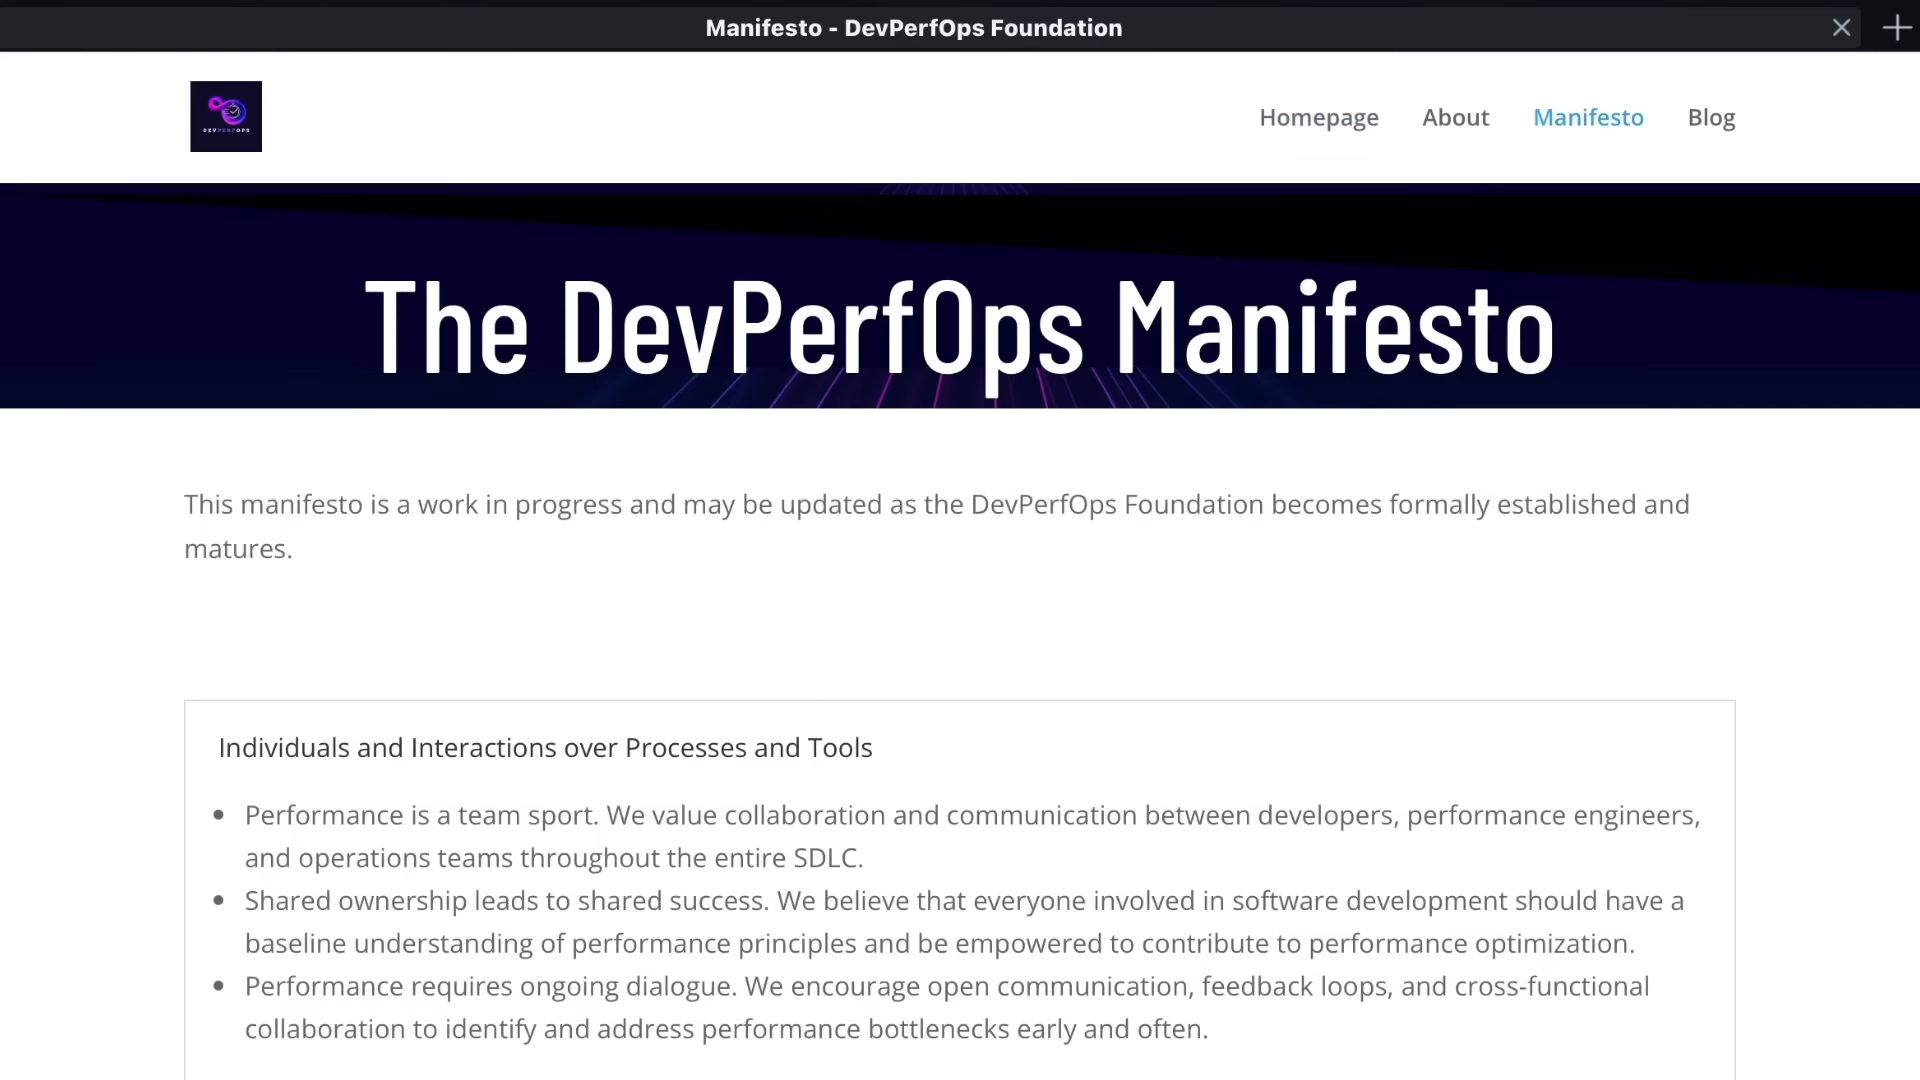 Manifesto - DevPerfOps Foundation
DEVPERFOPS
Homepage
About
Manifesto
Blog
The DevPerfOps Manifesto
This manifesto is a work in progress and may be updated as the DevPerfOps Foundation becomes formally established and
matures.
Individuals and Interactions over Processes and Tools
Performance is a team sport. We value collaboration and communication between developers, performance engineers,
and operations teams throughout the entire SDLC.
Shared ownership leads to shared success. We believe that everyone involved in software development should have a
baseline understanding of performance principles and be empowered to contribute to performance optimization.
Performance requires ongoing dialogue. We encourage open communication, feedback loops, and cross-functional
collaboration to identify and address performance bottlenecks early and often.